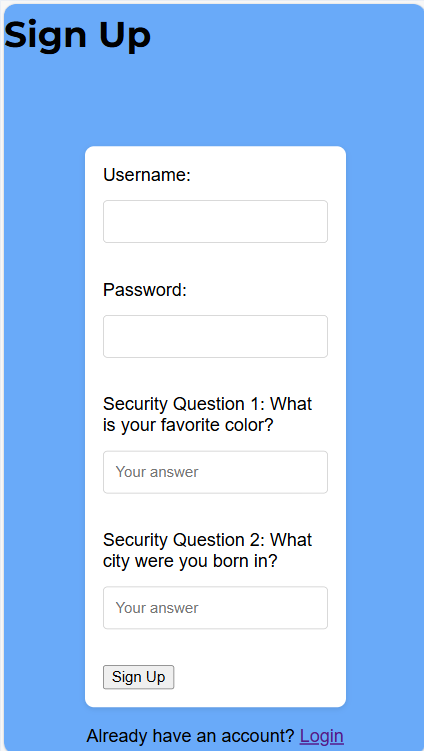 Sign Up
Username:
Password:
Security Question 1: What
is your favorite color?
Your answer
Security Question 2: What
city were you born in?
Your answer
Sign Up
Already have an account? Login